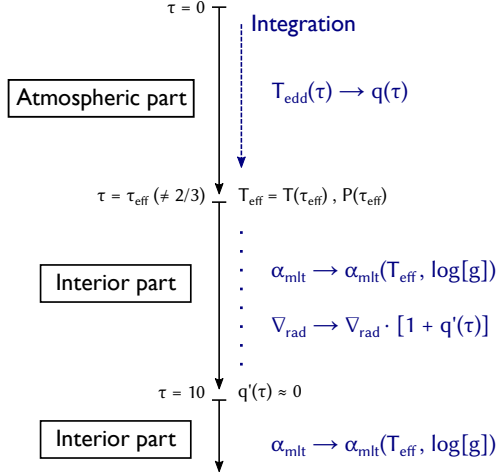 τ = 0
Integration
Atmospheric part
T_edd(τ) → q(τ)
τ = τ_eff (≠ 2/3) T_eff = T(τ_eff) , P(τ_eff)
Interior part
α_mlt → α_mlt(T_eff, log[g])
∇_rad → ∇_rad · [1 + q'(τ)]
τ = 10 q'(τ) ≈ 0
Interior part
α_mlt → α_mlt(T_eff, log[g])